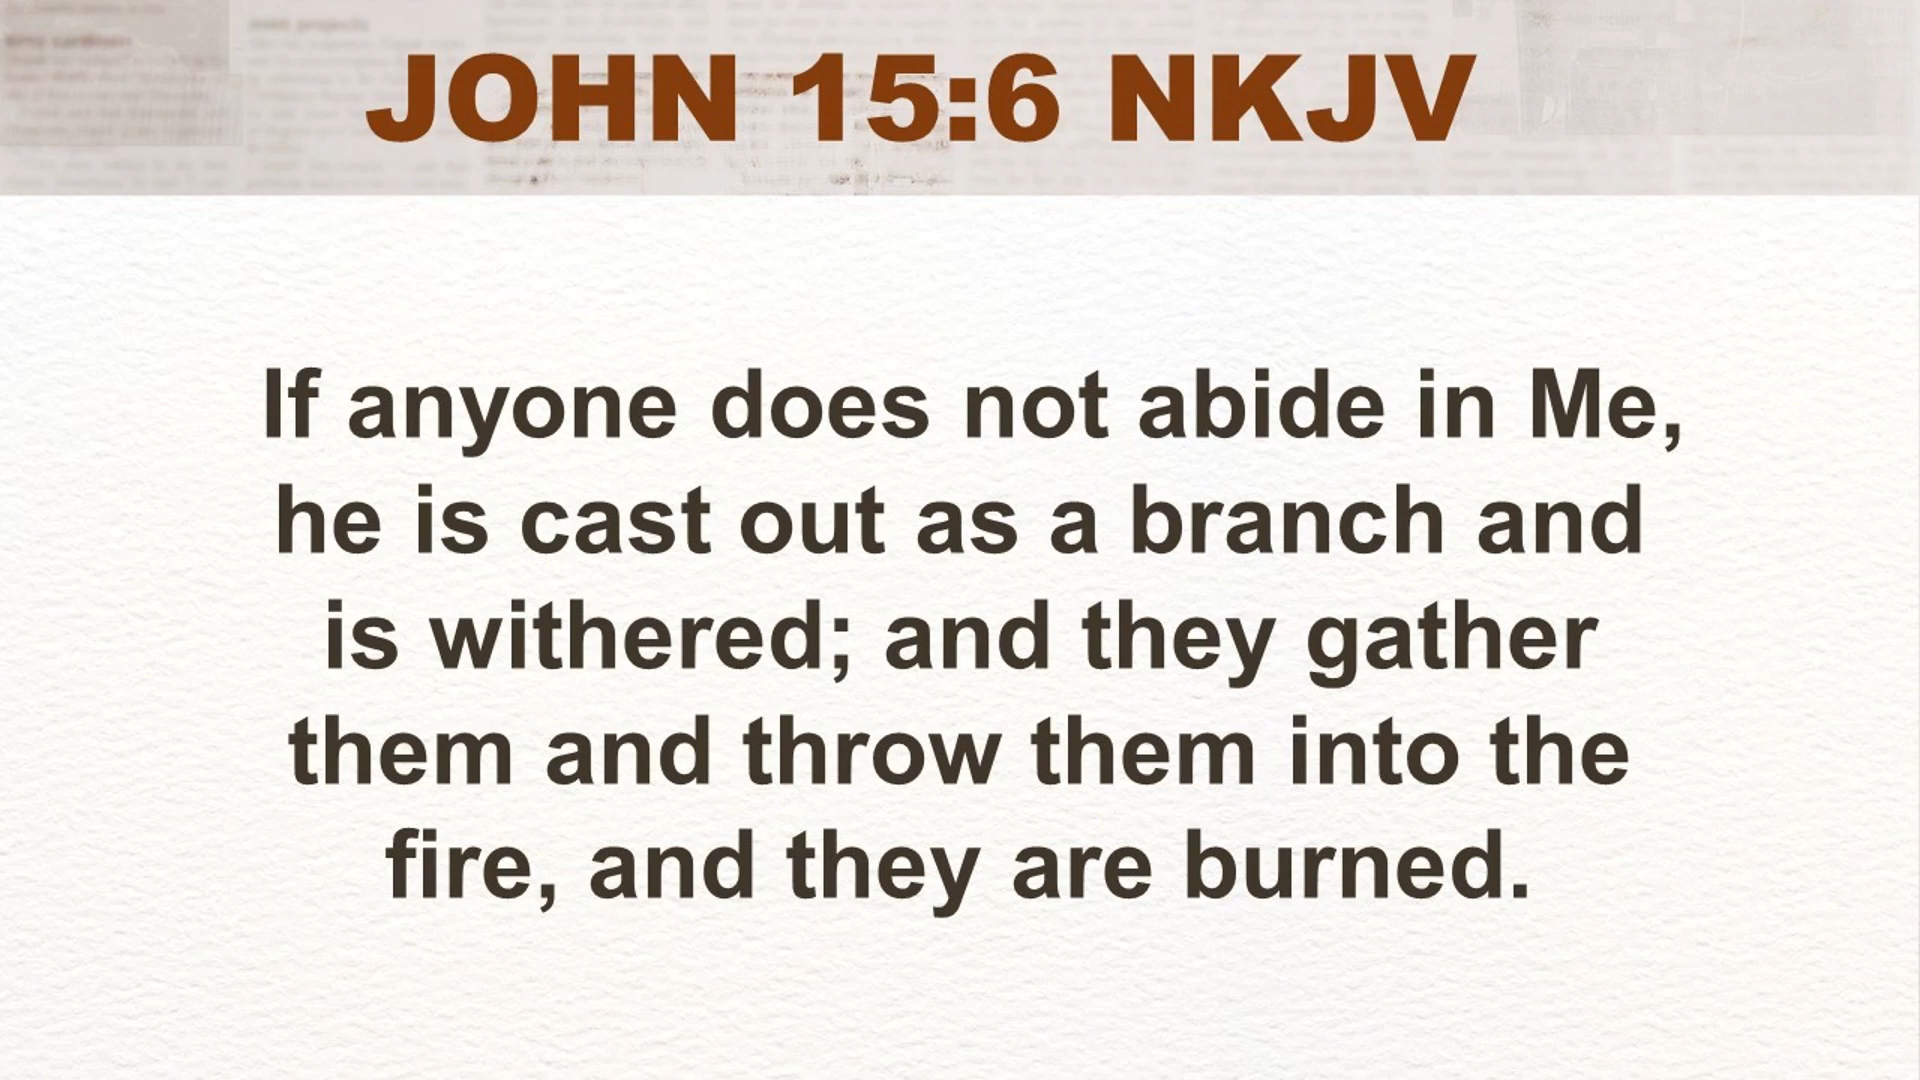 JOHN 15:6 NKJV
If anyone does not abide in Me,
he is cast out as a branch and
is withered; and they gather
them and throw them into the
fire, and they are burned.